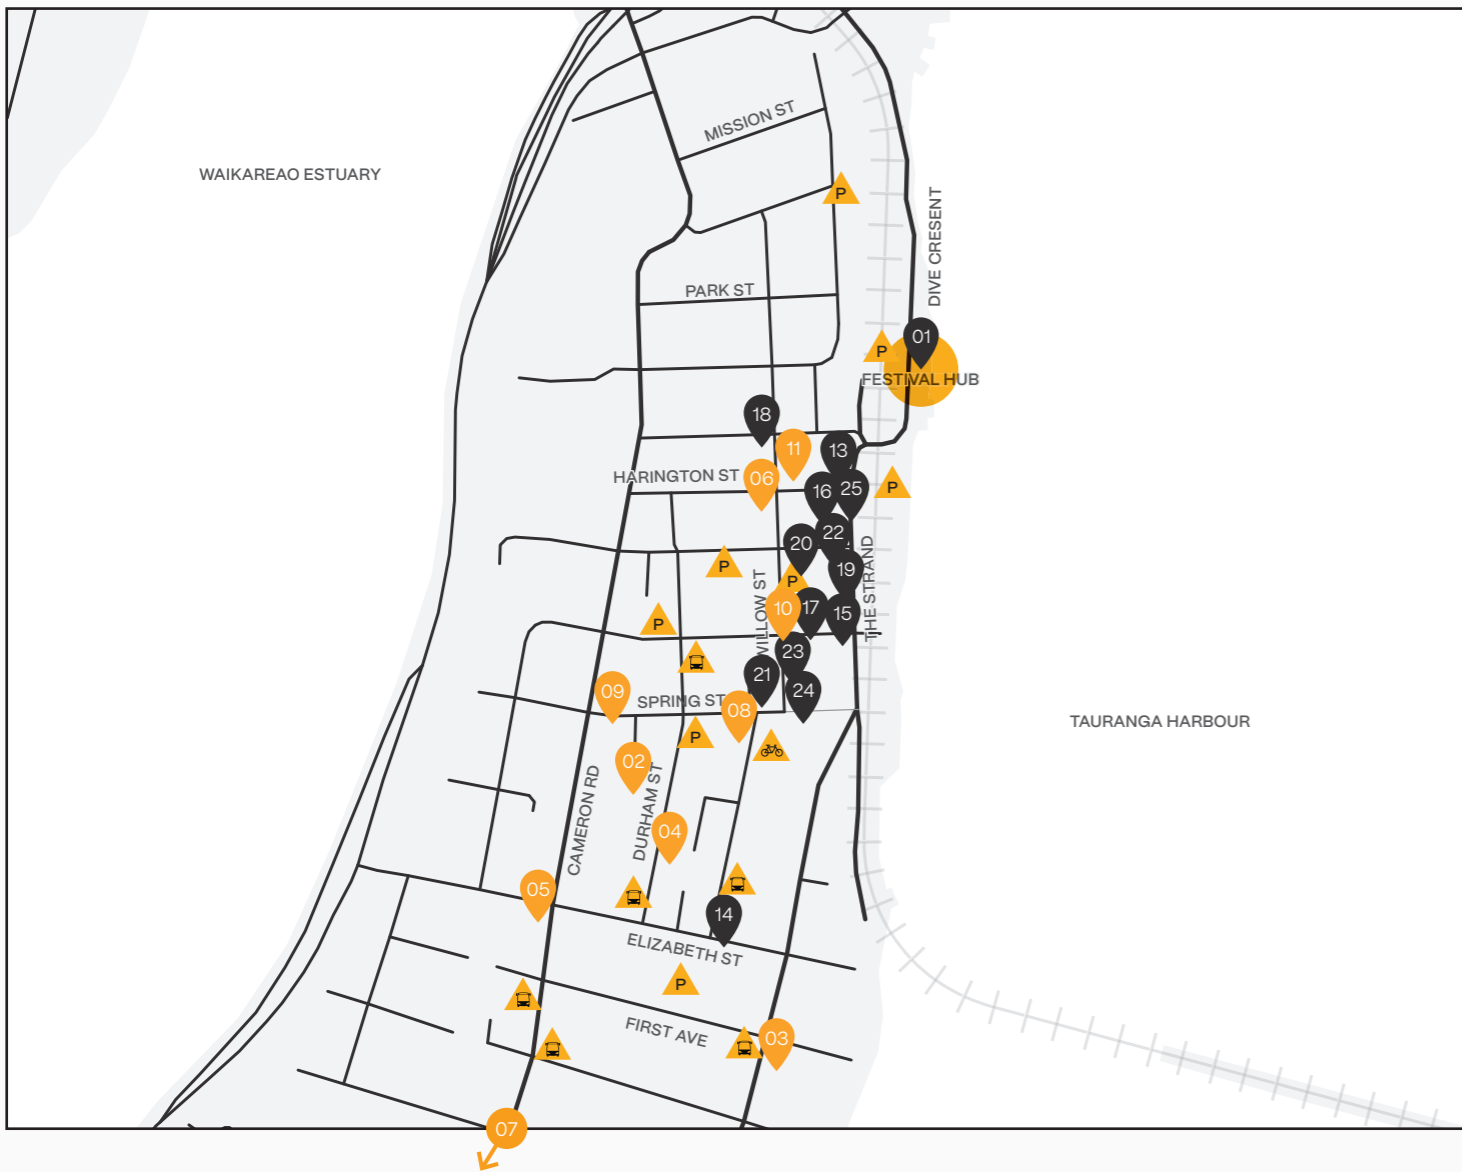 MISSION ST
WAIKAREAO ESTUARY
P
DIVE CRESENT
PARK ST
01
P
FESTIVAL HUB
18
11
13
HARINGTON ST
06
16
25
P
22
20
THE STRAND
P
19
P
WILLOW ST
10
17
15
P
23
21
09
24
SPRING ST
08
TAURANGA HARBOUR
P
02
CAMERON RD
DURHAM ST
04
05
14
ELIZABETH ST
P
FIRST AVE
03
07